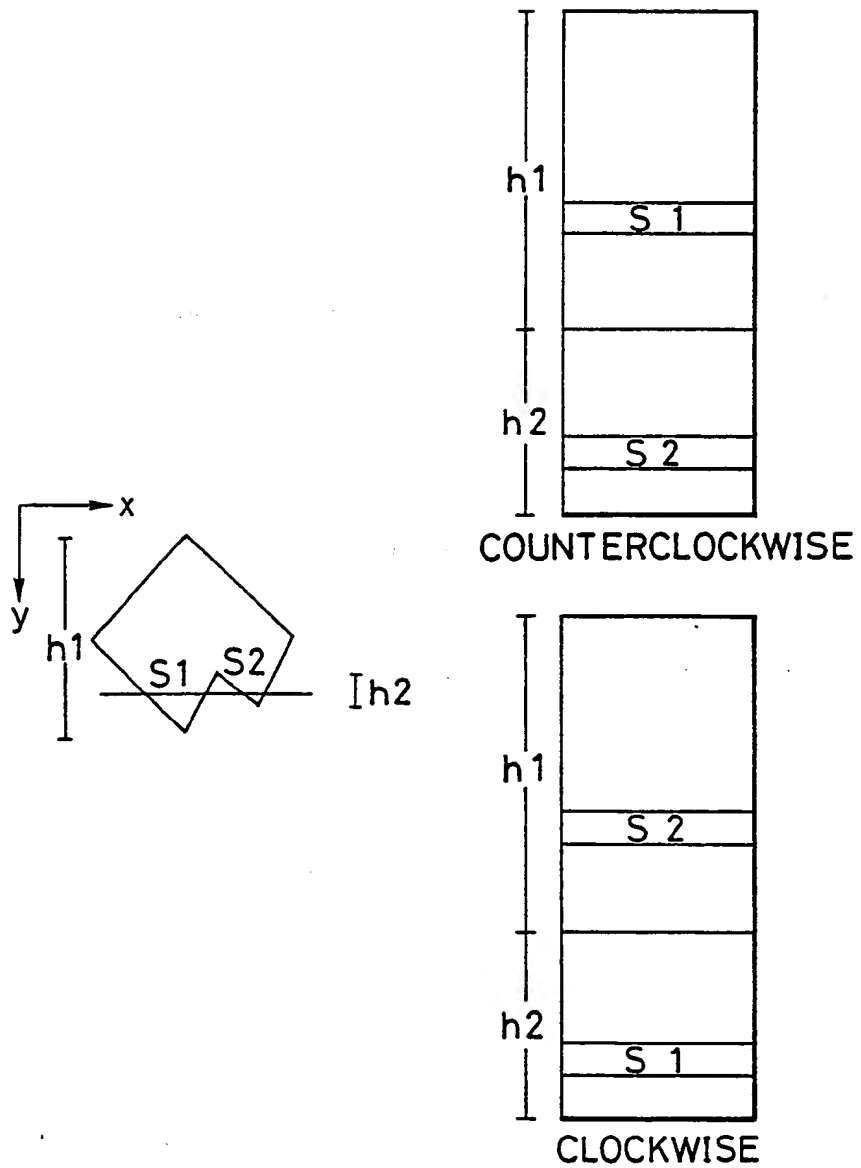 h1
S 1
h2
S 2
COUNTERCLOCKWISE
x
y
h1
S1
S2
h2
h1
S 2
h2
S 1
CLOCKWISE